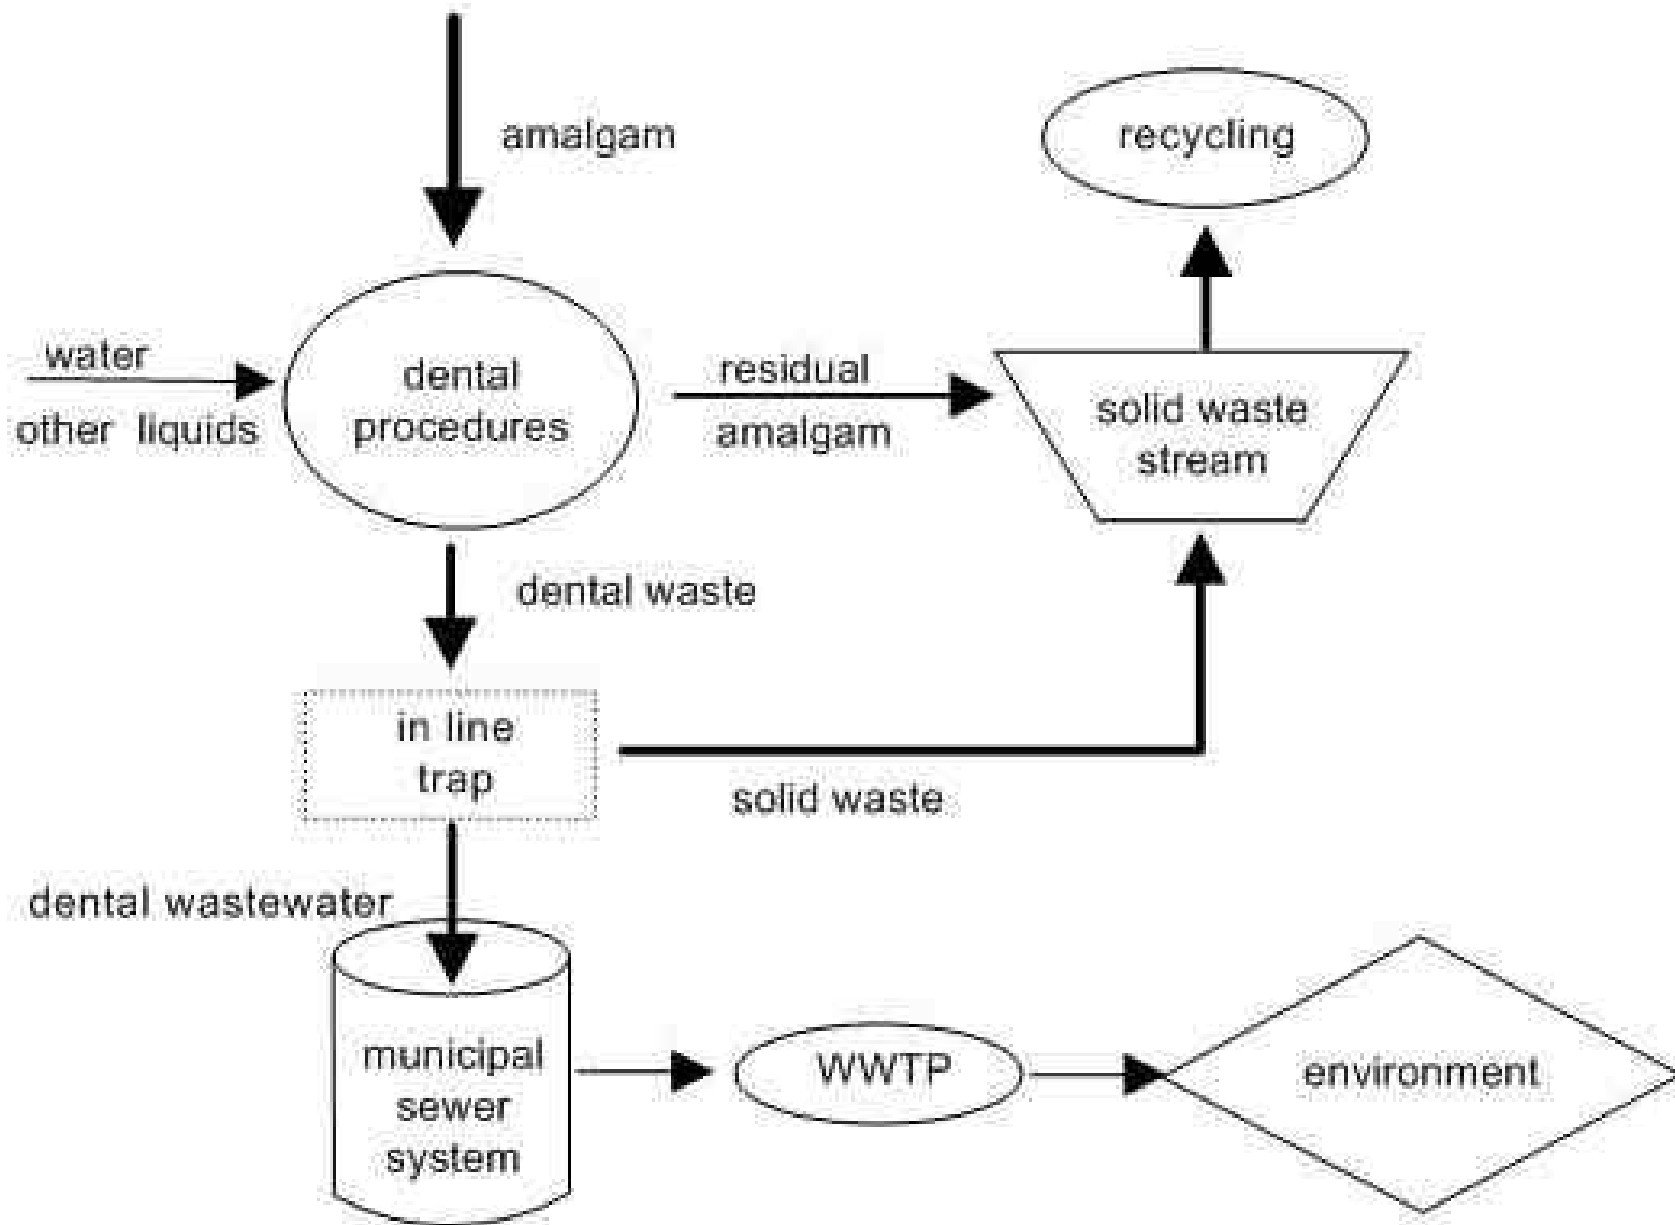 amalgam
recycling
water
other liquids
dental
procedures
residual
amalgam
solid waste
stream
dental waste
in line
trap
solid waste
dental wastewater
municipal
sewer
system
WWTP
environment